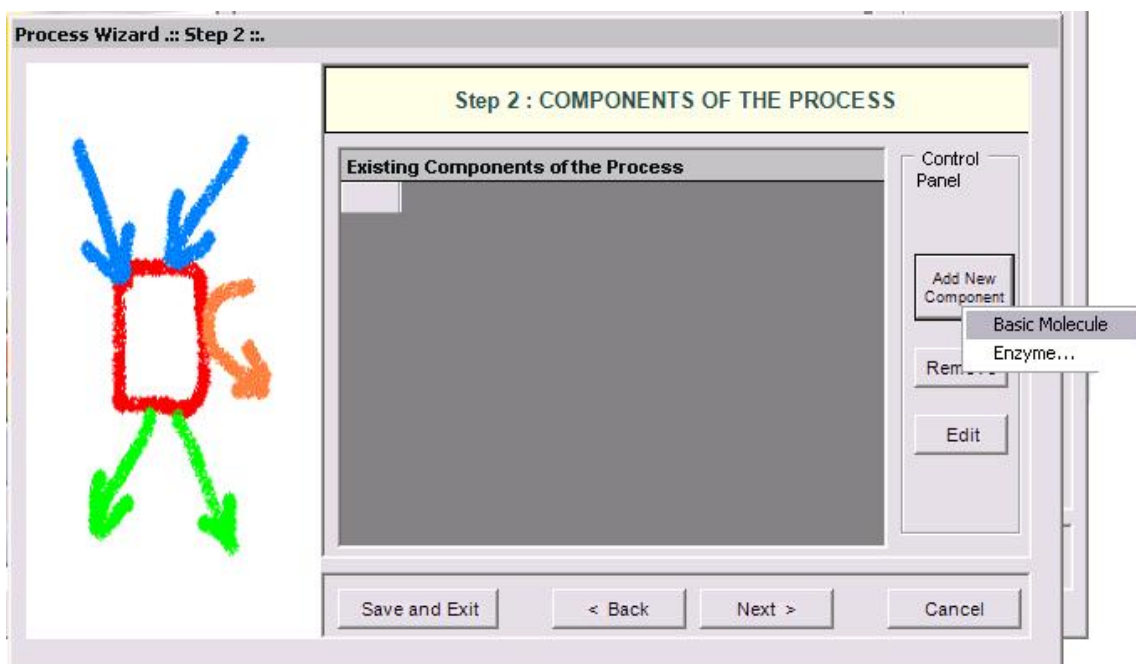 Process Wizard .:: Step 2 ::.
Step 2 : COMPONENTS OF THE PROCESS
Existing Components of the Process
Control
Panel
Add New
Component
Basic Molecule
Enzyme...
Edit
Save and Exit
< Back
Next >
Cancel